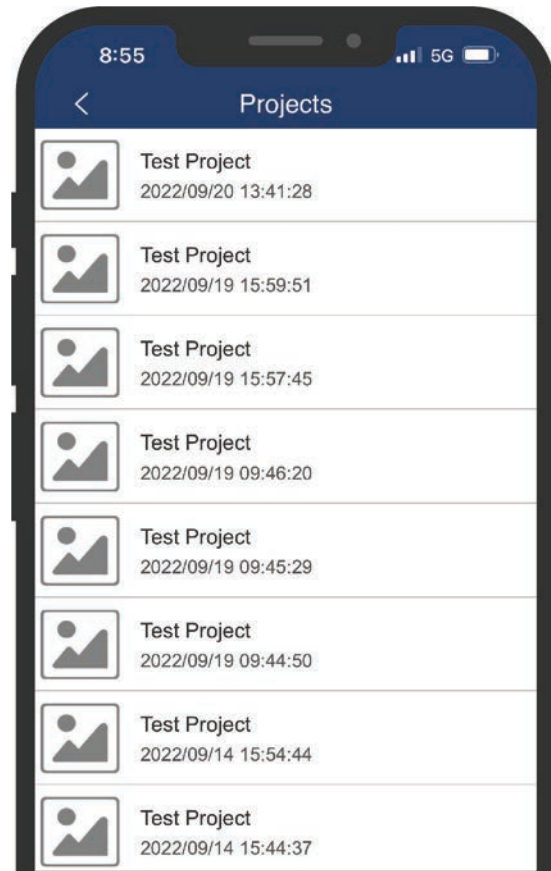 8:55
5G
Projects
Test Project
2022/09/20 13:41:28
Test Project
2022/09/19 15:59:51
Test Project
2022/09/19 15:57:45
Test Project
2022/09/19 09:46:20
Test Project
2022/09/19 09:45:29
Test Project
2022/09/19 09:44:50
Test Project
2022/09/14 15:54:44
Test Project
2022/09/14 15:44:37